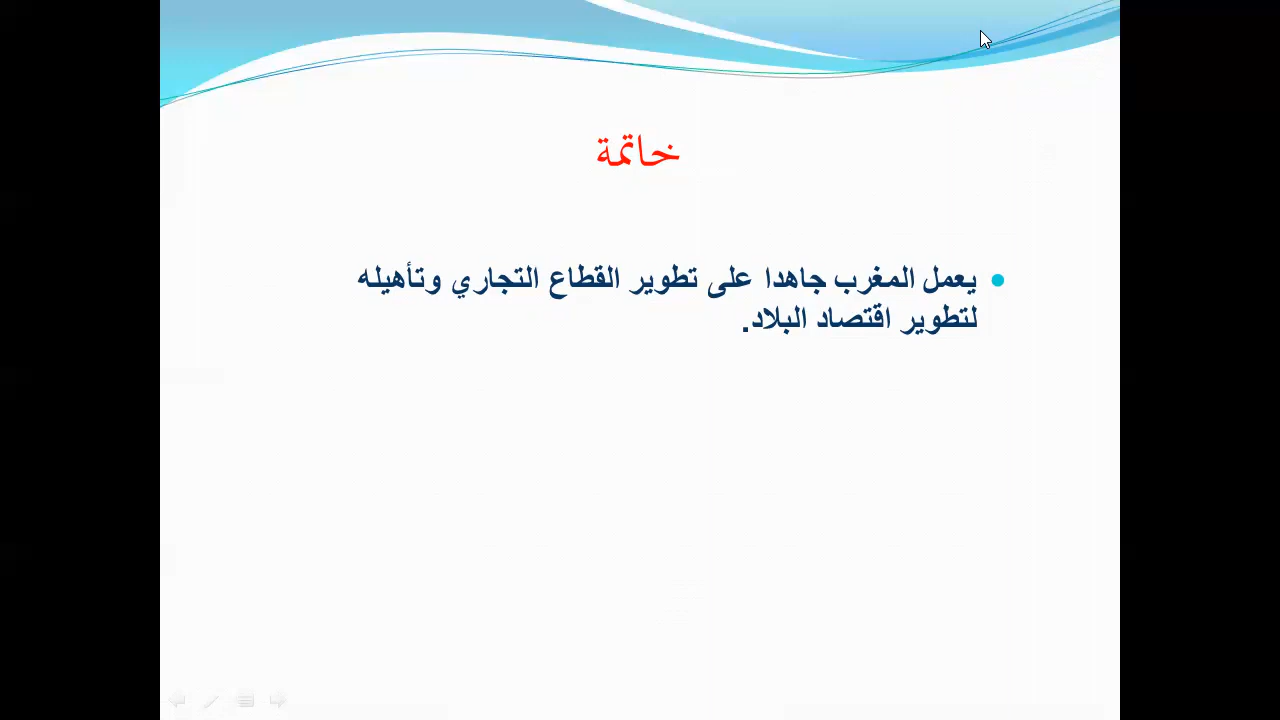 خاتمة
يعمل المغرب جاهدا على تطوير القطاع التجاري وتأهيله
لتطوير اقتصاد البلاد.